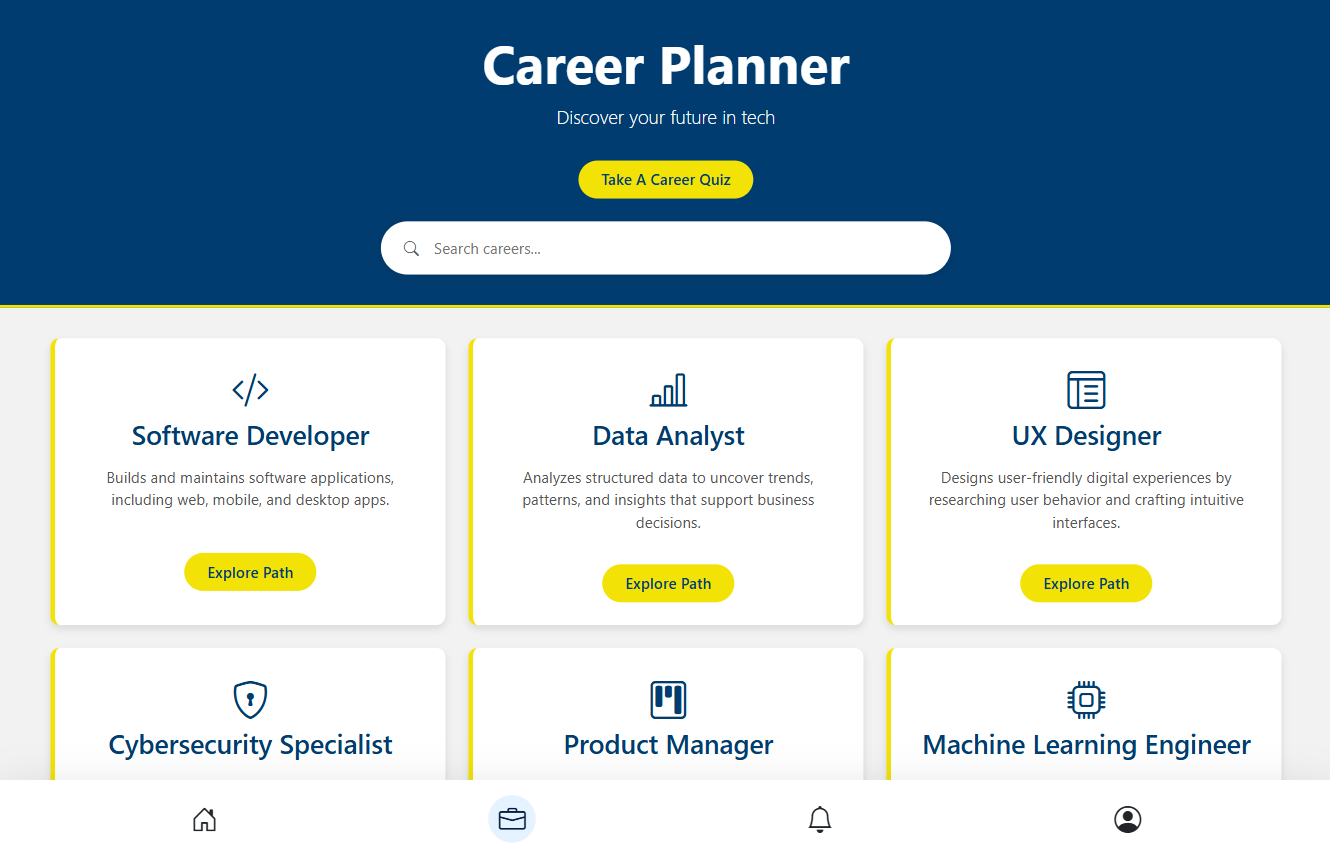 Career Planner
Discover your future in tech
Take A Career Quiz
Search careers...
Software Developer
Builds and maintains software applications,
including web, mobile, and desktop apps.
Explore Path
Data Analyst
Analyzes structured data to uncover trends,
patterns, and insights that support business
decisions.
Explore Path
UX Designer
Designs user-friendly digital experiences by
researching user behavior and crafting intuitive
interfaces.
Explore Path
Cybersecurity Specialist
Product Manager
Machine Learning Engineer